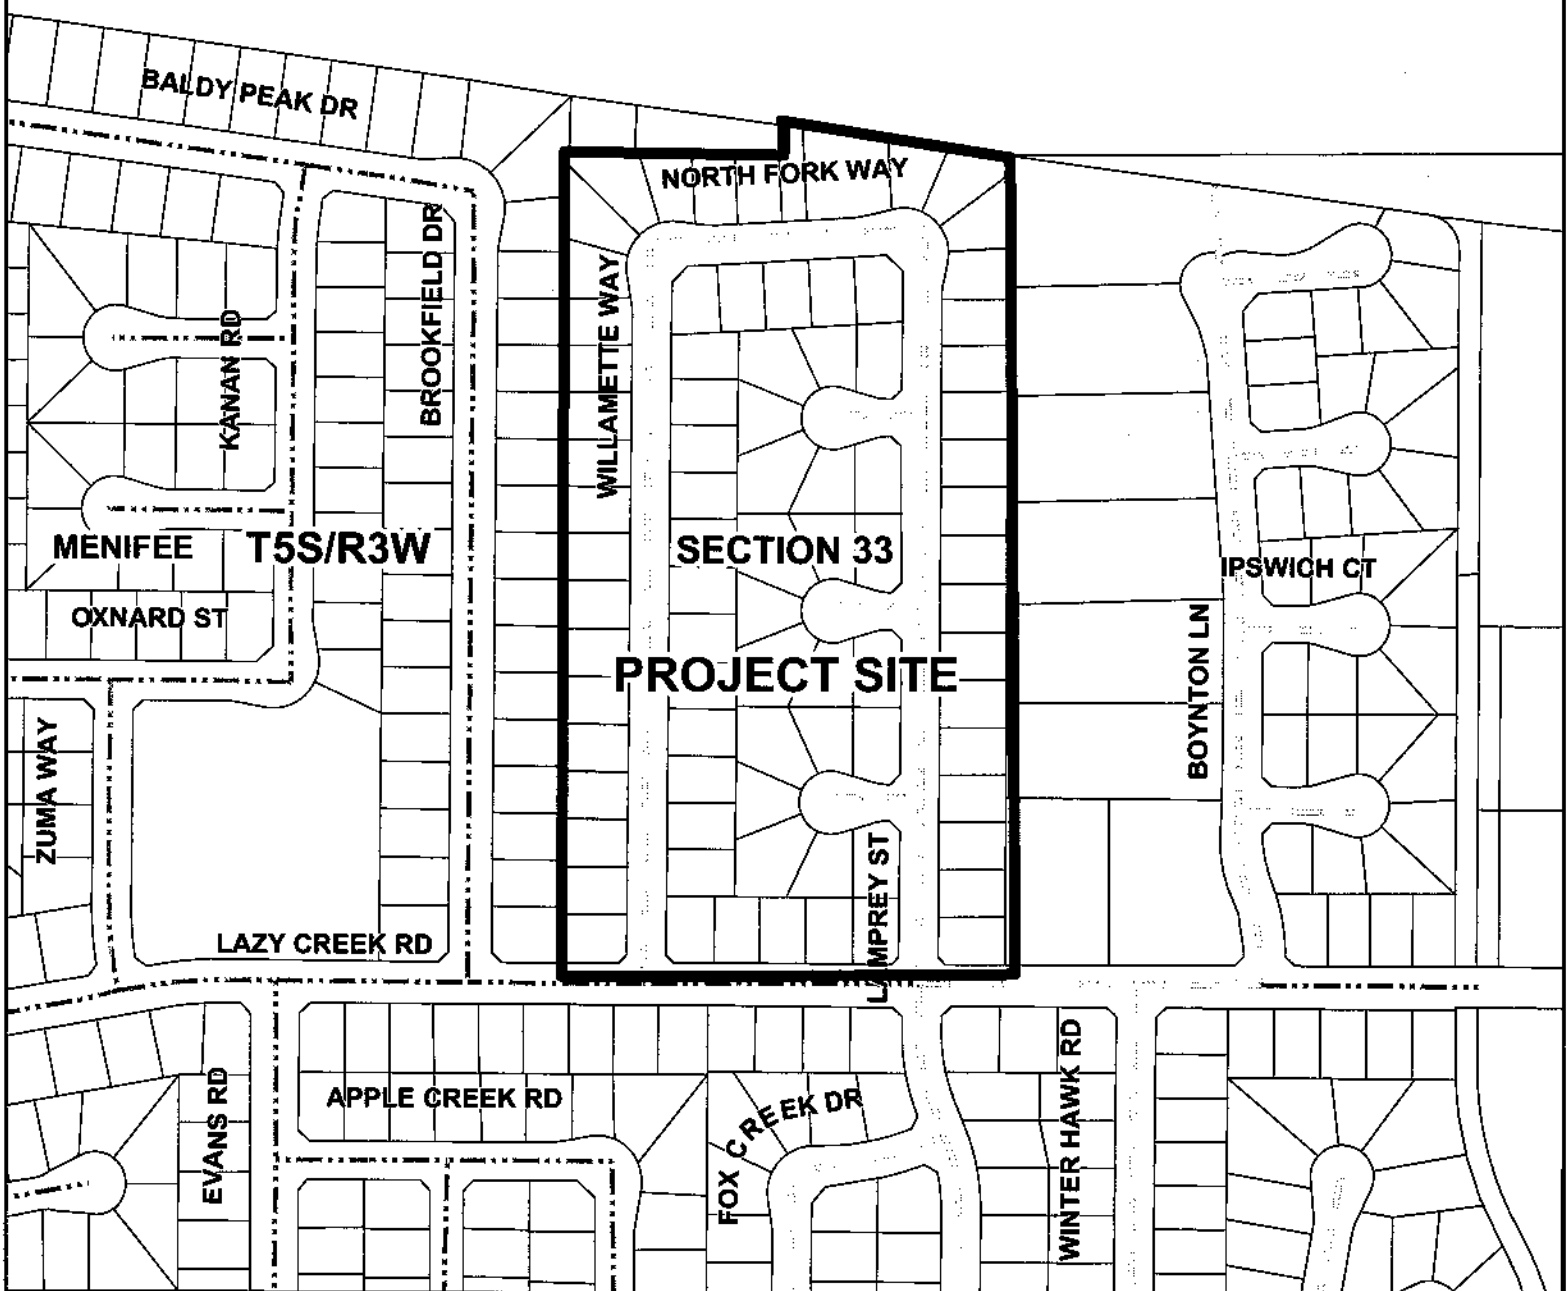 BALDY PEAK DR
NORTH FORK WAY
BROOKFIELD DR
WILLAMETTE WAY
KANAN RD
MENIFEE
T5S/R3W
SECTION 33
IPSWICH CT
OXNARD ST
PROJECT SITE
BOYNTON LN
ZUMA WAY
LAMPREY ST
LAZY CREEK RD
EVANS RD
APPLE CREEK RD
FOX CREEK DR
WINTER HAWK RD